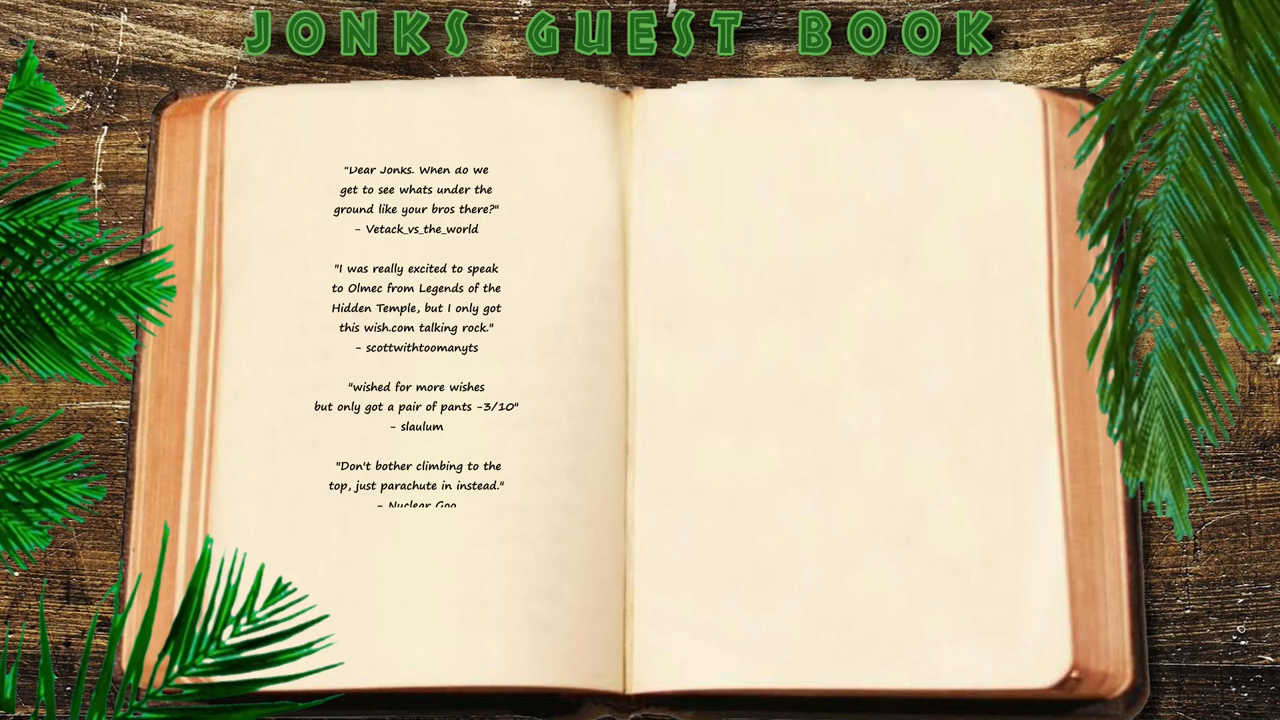 JONKS GUEST BOOK
"Dear Jonks. When do we
get to see whats under the
ground like your bros there?"
- Vetack_vs_the_world
"I was really excited to speak
to Olmec from Legends of the
Hidden Temple, but I only got
this wish.com talking rock."
- scottwithtoomanyts
"wished for more wishes
but only got a pair of pants -3/10"
- slaulum
"Don't bother climbing to the
top, just parachute in instead."
- Nuclear Goo